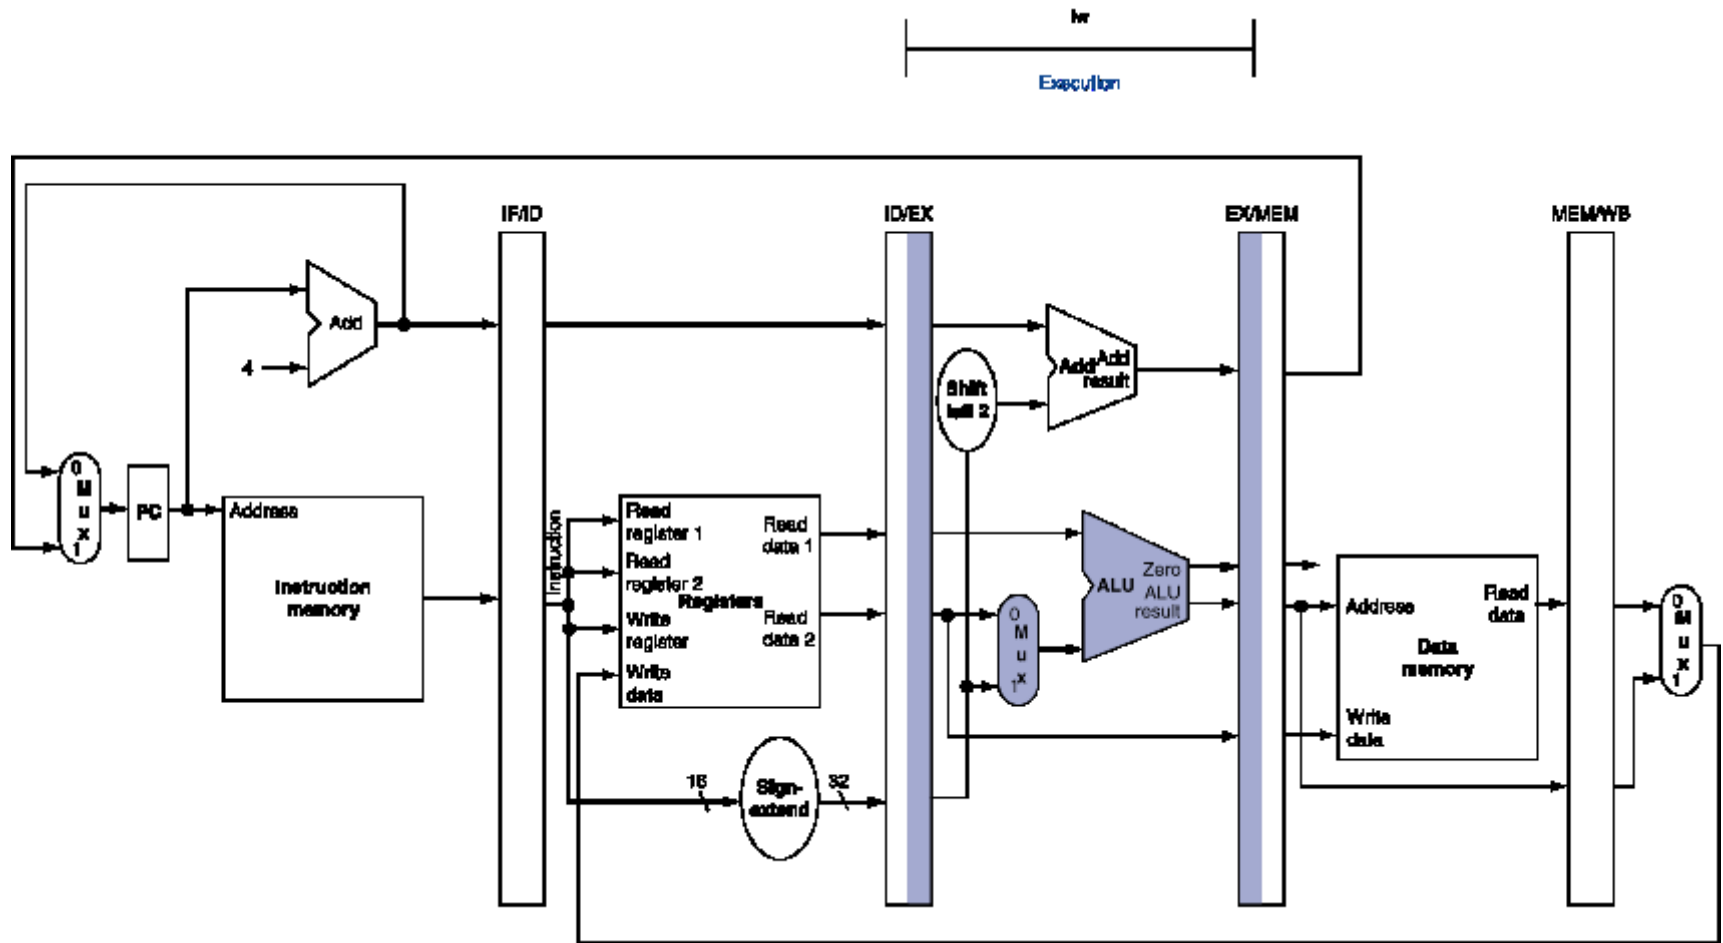 lw
Execution
IF/ID
ID/EX
EX/MEM
MEM/WB
Add
4
Shift
left 2
Add
Add
result
0
M
u
x
1
PC
Address
Instruction
memory
Instruction
Read
register 1
Read
register 2
Registers
Write
register
Write
data
Read
data 1
Read
data 2
0
M
u
x
1
ALU
Zero
ALU
result
Address
Read
data
Data
memory
Write
data
0
M
u
x
1
16
Sign-
extend
32